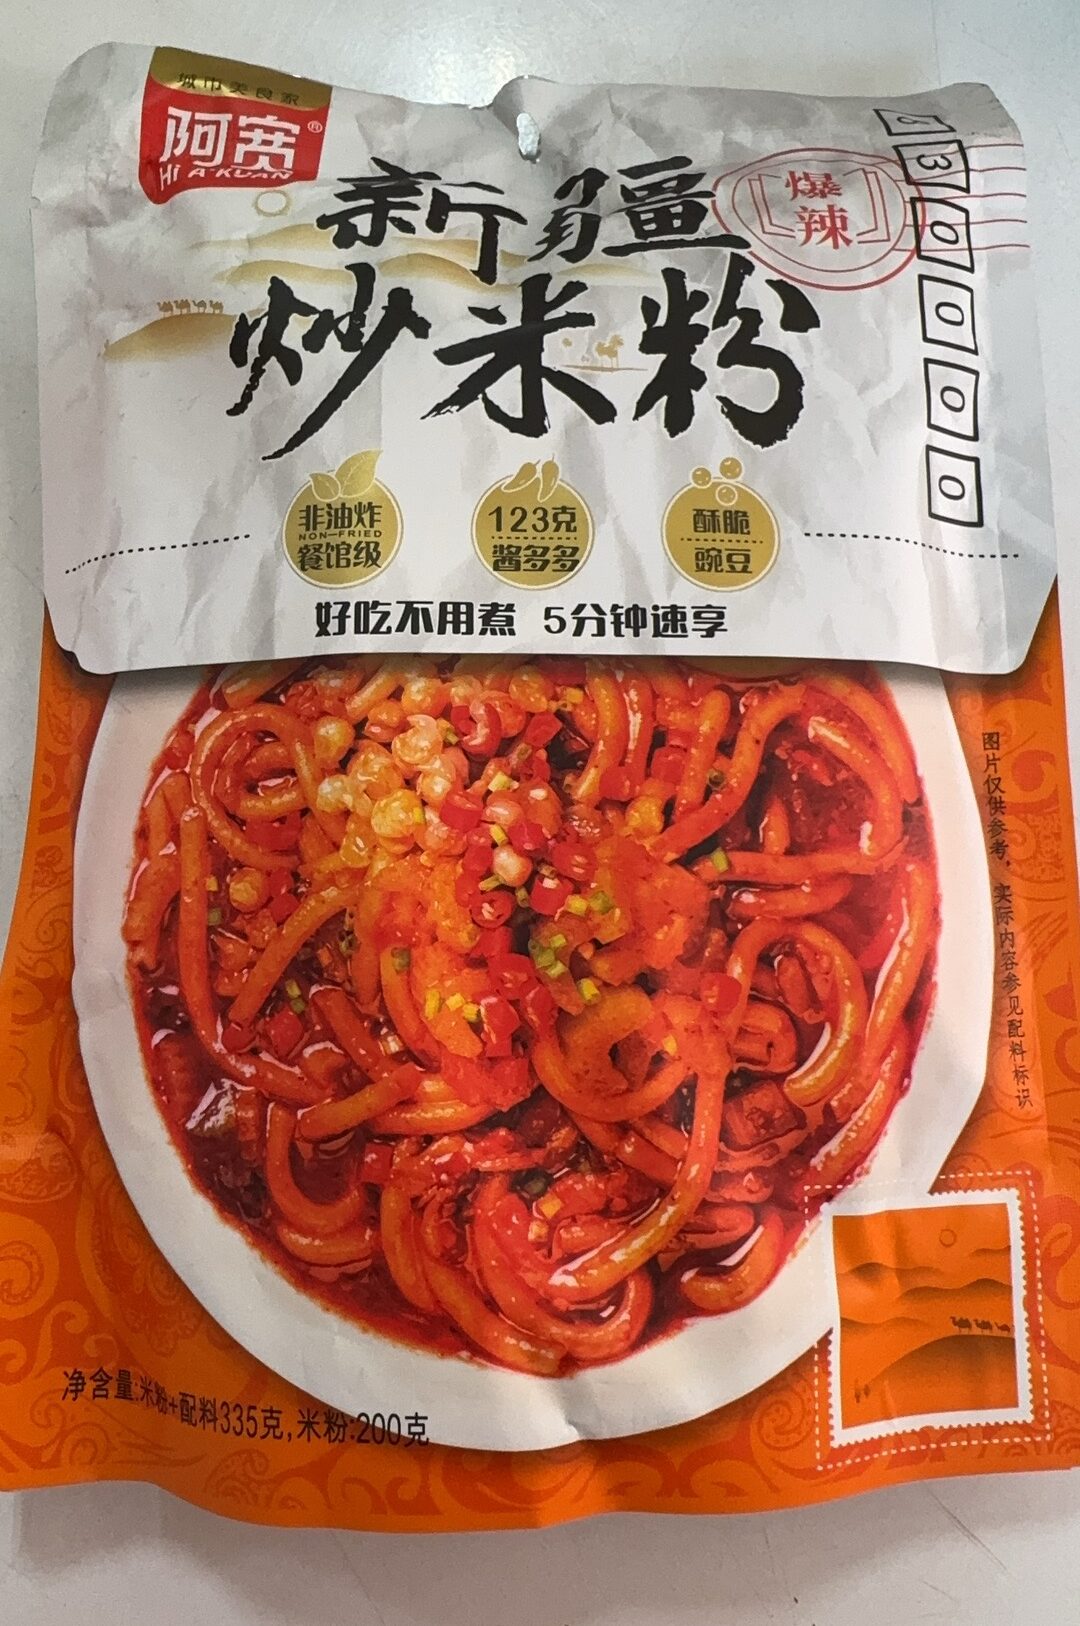 城市美食家
阿宽®
HI A·KUAN
新疆
炒米粉
爆
辣
830000
非油炸
NON-FRIED
餐馆级
123克
酱多多
酥脆
豌豆
好吃不用煮 5分钟速享
图片仅供参考，实际内容参见配料标识
净含量:米粉+配料335克,米粉:200克